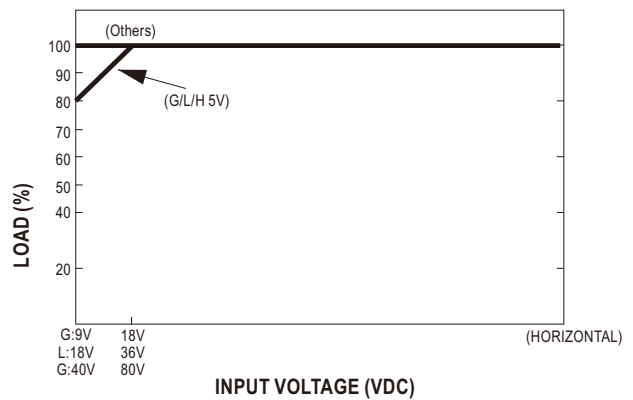 (Others)
100
90
(G/L/H 5V)
80
70
60
50
40
20
LOAD (%)
G:9V 18V (HORIZONTAL)
L:18V 36V
G:40V 80V
INPUT VOLTAGE (VDC)